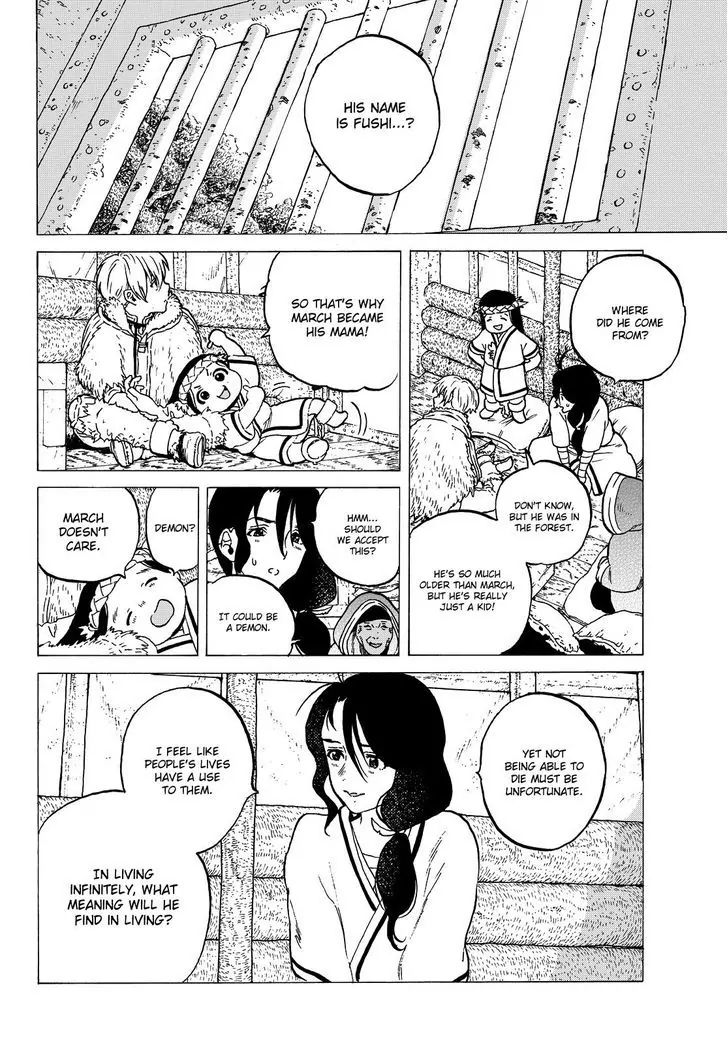 HIS NAME
IS FUSHI...?
WHERE
DID HE COME
FROM?
DON'T KNOW,
BUT HE WAS IN
THE FOREST.
HE'S SO MUCH
OLDER THAN MARCH,
BUT HE'S REALLY
JUST A KID!
SO THAT'S WHY
MARCH BECAME
HIS MAMA!
HMM...
SHOULD
WE ACCEPT
THIS?
IT COULD BE
A DEMON.
DEMON?
MARCH
DOESN'T
CARE.
YET NOT
BEING ABLE TO
DIE MUST BE
UNFORTUNATE.
I FEEL LIKE
PEOPLE'S LIVES
HAVE A USE
TO THEM.
IN LIVING
INFINITELY, WHAT
MEANING WILL HE
FIND IN LIVING?